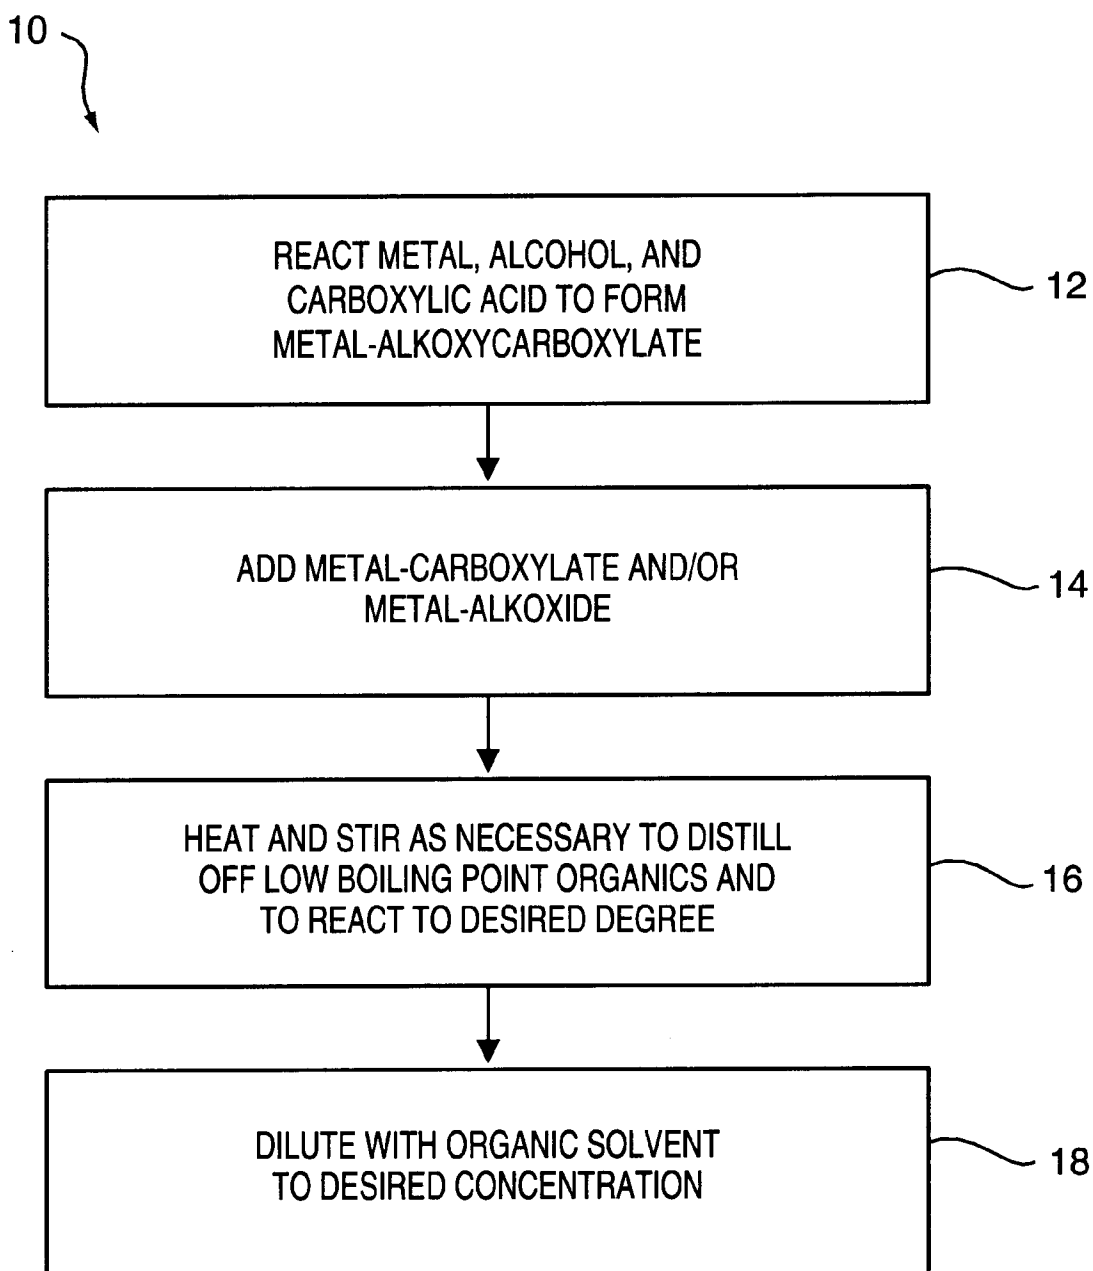 10
REACT METAL, ALCOHOL, AND
CARBOXYLIC ACID TO FORM
METAL-ALKOXYCARBOXYLATE
12
ADD METAL-CARBOXYLATE AND/OR
METAL-ALKOXIDE
14
HEAT AND STIR AS NECESSARY TO DISTILL
OFF LOW BOILING POINT ORGANICS AND
TO REACT TO DESIRED DEGREE
16
DILUTE WITH ORGANIC SOLVENT
TO DESIRED CONCENTRATION
18